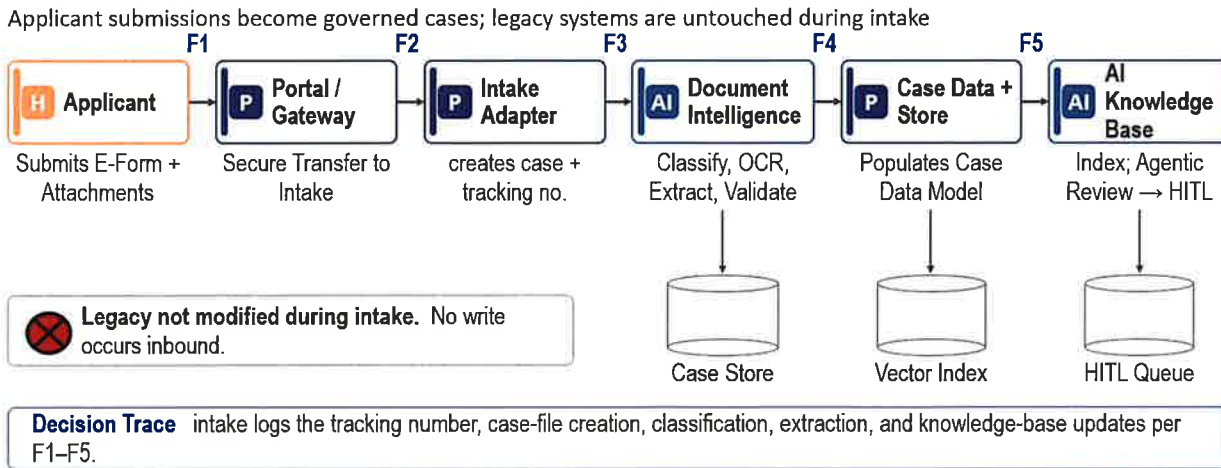 Applicant submissions become governed cases; legacy systems are untouched during intake
F1
F2
F3
F4
F5
H
Applicant
P
Portal /
Gateway
P
Intake
Adapter
AI
Document
Intelligence
P
Case Data +
Store
AI
AI
Knowledge
Base
Submits E-Form +
Attachments
Secure Transfer to
Intake
creates case +
tracking no.
Classify, OCR,
Extract, Validate
Populates Case
Data Model
Index; Agentic
Review → HITL
Legacy not modified during intake. No write
occurs inbound.
Case Store
Vector Index
HITL Queue
Decision Trace intake logs the tracking number, case-file creation, classification, extraction, and knowledge-base updates per
F1–F5.